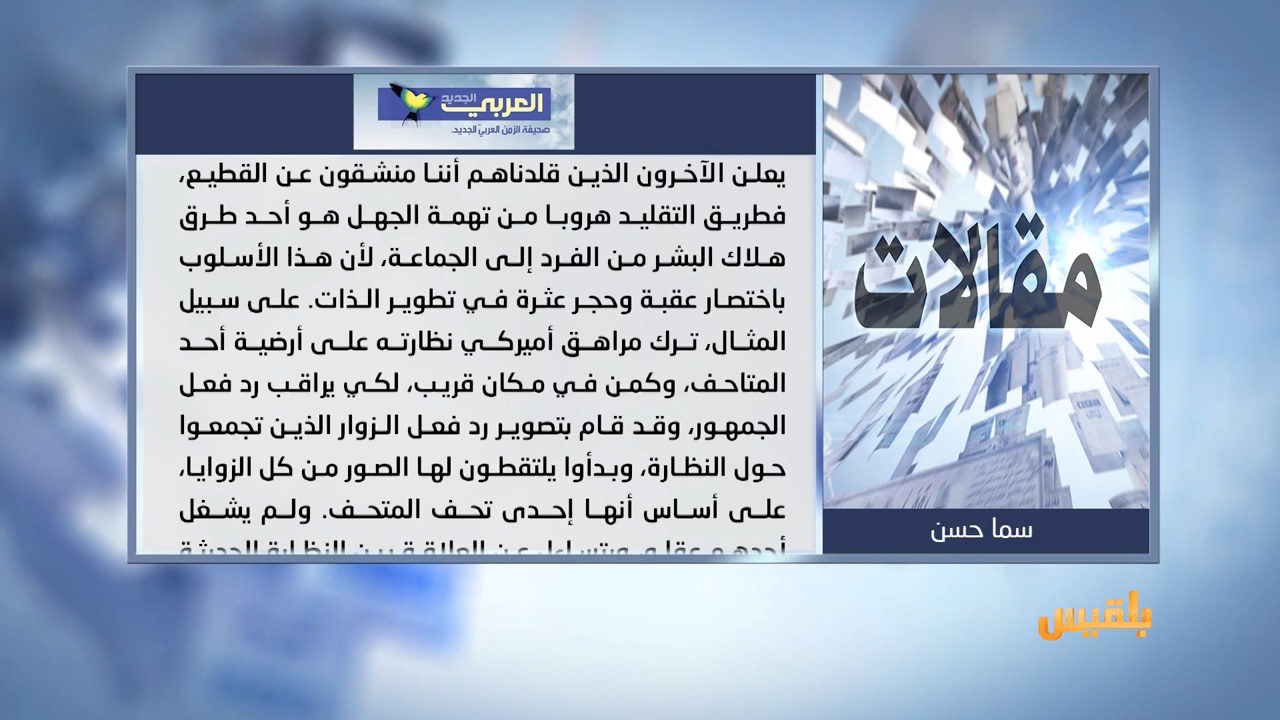 العربي الجديد
صحيفة الزمن العربي الجديد.
يعلن الآخرون الذين قلدناهم أننا منشقون عن القطيع،
فطريق التقليد هروبا من تهمة الجهل هو أحد طرق
هلاك البشر من الفرد إلى الجماعة، لأن هذا الأسلوب
باختصار عقبة وحجر عثرة في تطوير الذات. على سبيل
المثال، ترك مراهق أميركي نظارته على أرضية أحد
المتاحف، وكمن في مكان قريب، لكي يراقب رد فعل
الجمهور، وقد قام بتصوير رد فعل الزوار الذين تجمعوا
حول النظارة، وبدأوا يلتقطون لها الصور من كل الزوايا،
على أساس أنها إحدى تحف المتحف. ولم يشغل
مقالات
سما حسن
بلقيس